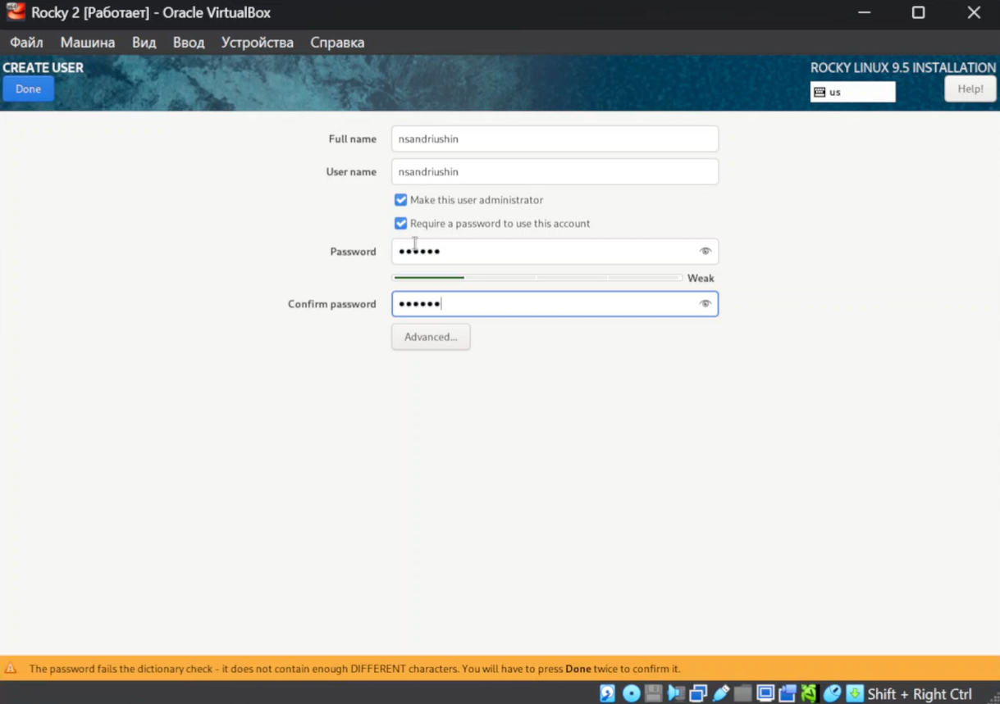 Rocky 2 [Работает] - Oracle VirtualBox
Файл Машина Вид Ввод Устройства Справка
CREATE USER
ROCKY LINUX 9.5 INSTALLATION
Done
us
Help!
Full name
nsandriushin
User name
nsandriushin
Make this user administrator
Require a password to use this account
Password
••••••
Weak
Confirm password
••••••
Advanced...
The password fails the dictionary check - it does not contain enough DIFFERENT characters. You will have to press Done twice to confirm it.
Shift + Right Ctrl